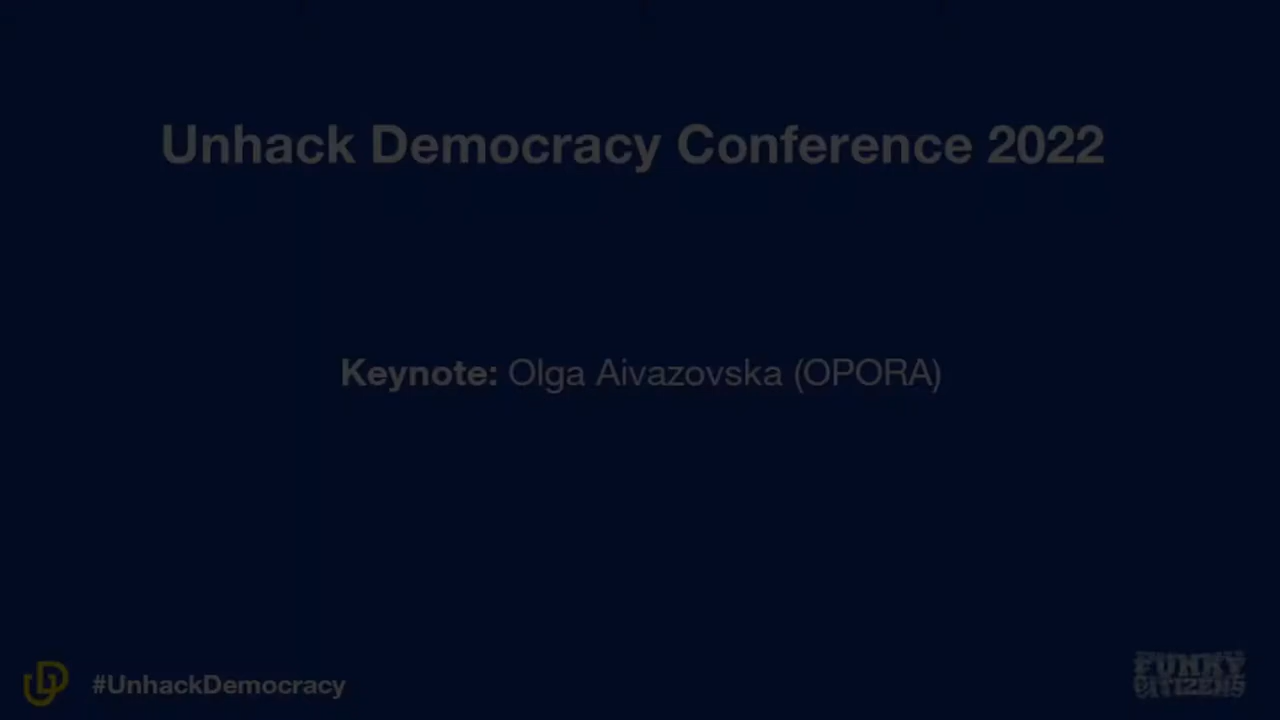 Unhack Democracy Conference 2022
Keynote: Olga Aivazovska (OPORA)
#UnhackDemocracy
FUNKY
CITIZENS